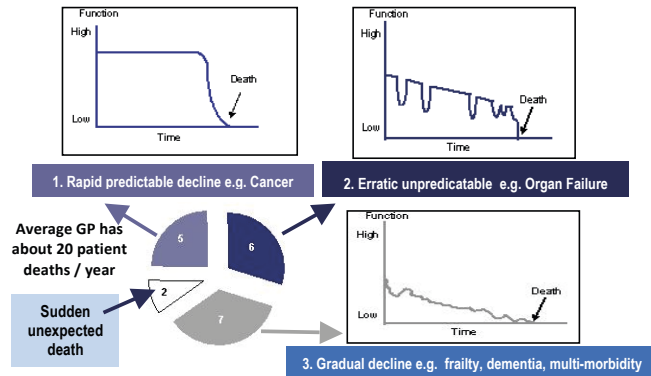 Function
High
Death
Low
Time
Function
High
Death
Low
Time
1. Rapid predictable decline e.g. Cancer
2. Erratic unpredicatable e.g. Organ Failure
Average GP has
about 20 patient
deaths / year
5
6
2
7
Sudden
unexpected
death
Function
High
Death
Low
Time
3. Gradual decline e.g. frailty, dementia, multi-morbidity